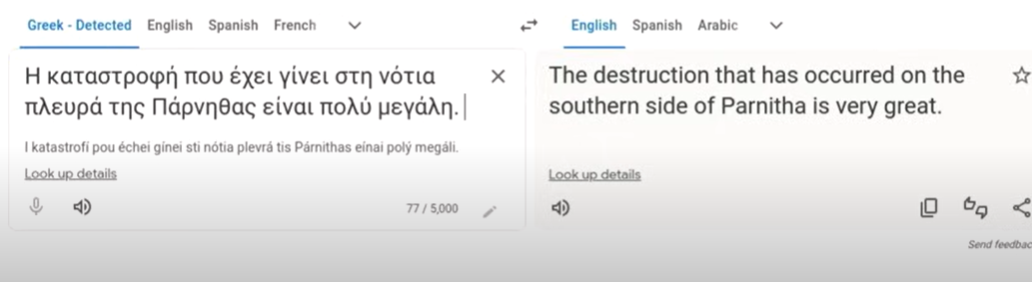 Greek - Detected English Spanish French
English Spanish Arabic
Η καταστροφή που έχει γίνει στη νότια
πλευρά της Πάρνηθας είναι πολύ μεγάλη.
I katastrofí pou échei gínei sti nótia plevrá tis Párnithas eínai polý megáli.
Look up details
77 / 5,000
The destruction that has occurred on the
southern side of Parnitha is very great.
Look up details
Send feedbac